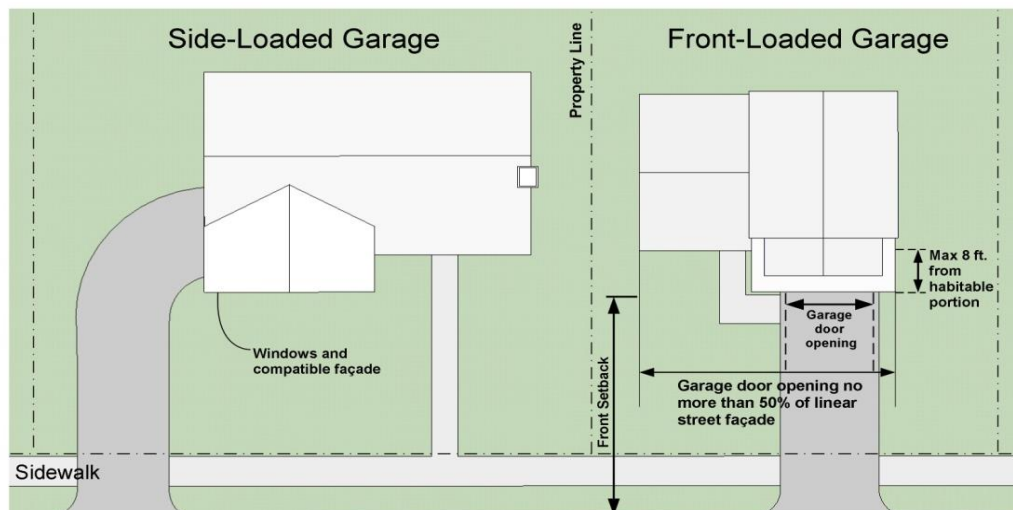 Side-Loaded Garage
Property Line
Front-Loaded Garage
Max 8 ft.
from
habitable
portion
Garage
door
opening
Windows and
compatible façade
Garage door opening no
more than 50% of linear
street façade
Front Setback
Sidewalk